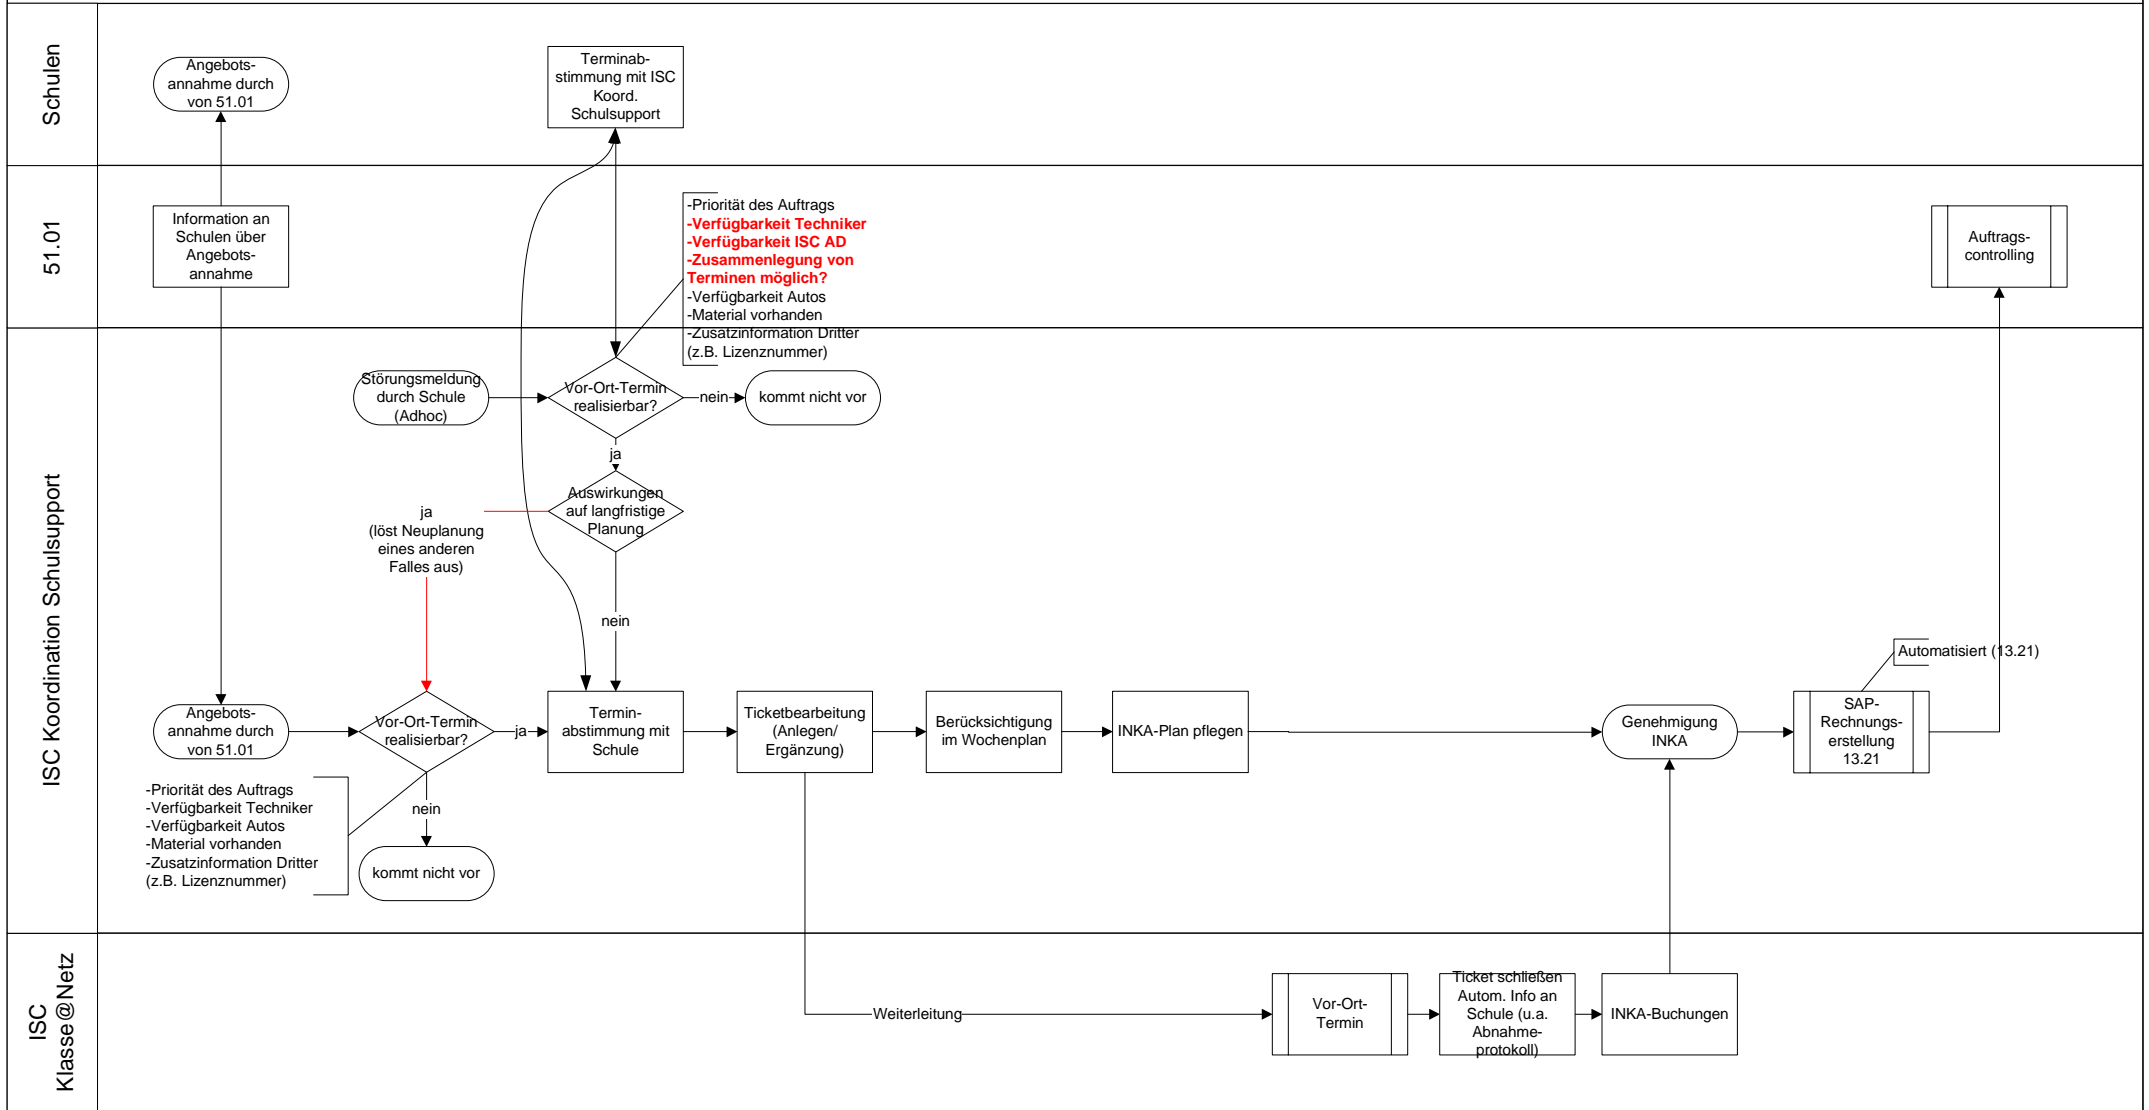 Schulen
Angebots-
annahme durch
von 51.01
Terminab-
stimmung mit ISC
Koord.
Schulsupport
51.01
Information an
Schulen über
Angebots-
annahme
-Priorität des Auftrags
-Verfügbarkeit Techniker
-Verfügbarkeit ISC AD
-Zusammenlegung von
Terminen möglich?
-Verfügbarkeit Autos
-Material vorhanden
-Zusatzinformation Dritter
(z.B. Lizenznummer)
Auftrags-
controlling
ISC Koordination Schulsupport
Störungsmeldung
durch Schule
(Adhoc)
Vor-Ort-Termin
realisierbar?
nein
kommt nicht vor
ja
Auswirkungen
auf langfristige
Planung
ja
(löst Neuplanung
eines anderen
Falles aus)
nein
Automatisiert (13.21)
Angebots-
annahme durch
von 51.01
Vor-Ort-Termin
realisierbar?
ja
Termin-
abstimmung mit
Schule
Ticketbearbeitung
(Anlegen/
Ergänzung)
Berücksichtigung
im Wochenplan
INKA-Plan pflegen
Genehmigung
INKA
SAP-
Rechnungs-
erstellung
13.21
-Priorität des Auftrags
-Verfügbarkeit Techniker
-Verfügbarkeit Autos
-Material vorhanden
-Zusatzinformation Dritter
(z.B. Lizenznummer)
nein
kommt nicht vor
ISC
Klasse@Netz
Weiterleitung
Vor-Ort-
Termin
Ticket schließen
Autom. Info an
Schule (u.a.
Abnahme-
protokoll)
INKA-Buchungen